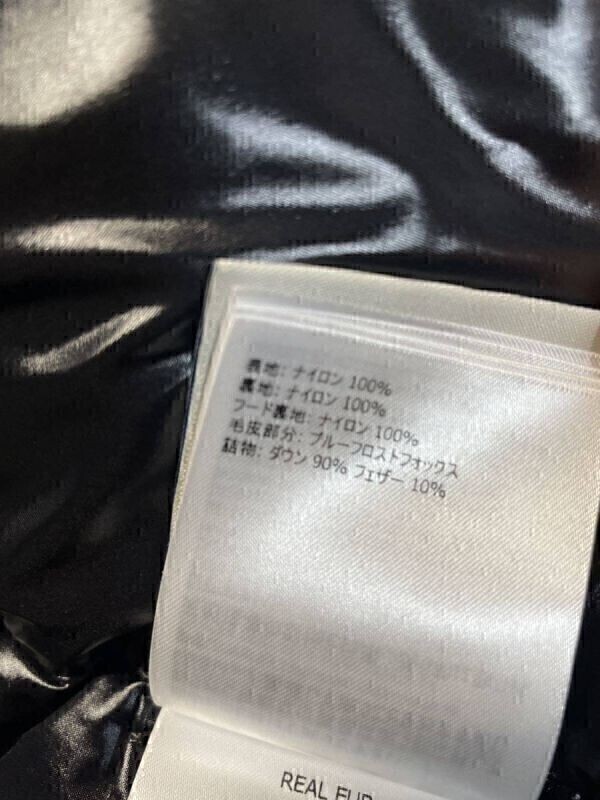 表地: ナイロン 100%
裏地: ナイロン 100%
フード裏地: ナイロン 100%
毛皮部分: ブルーフロストフォックス
詰物: ダウン 90% フェザー 10%
REAL FUR